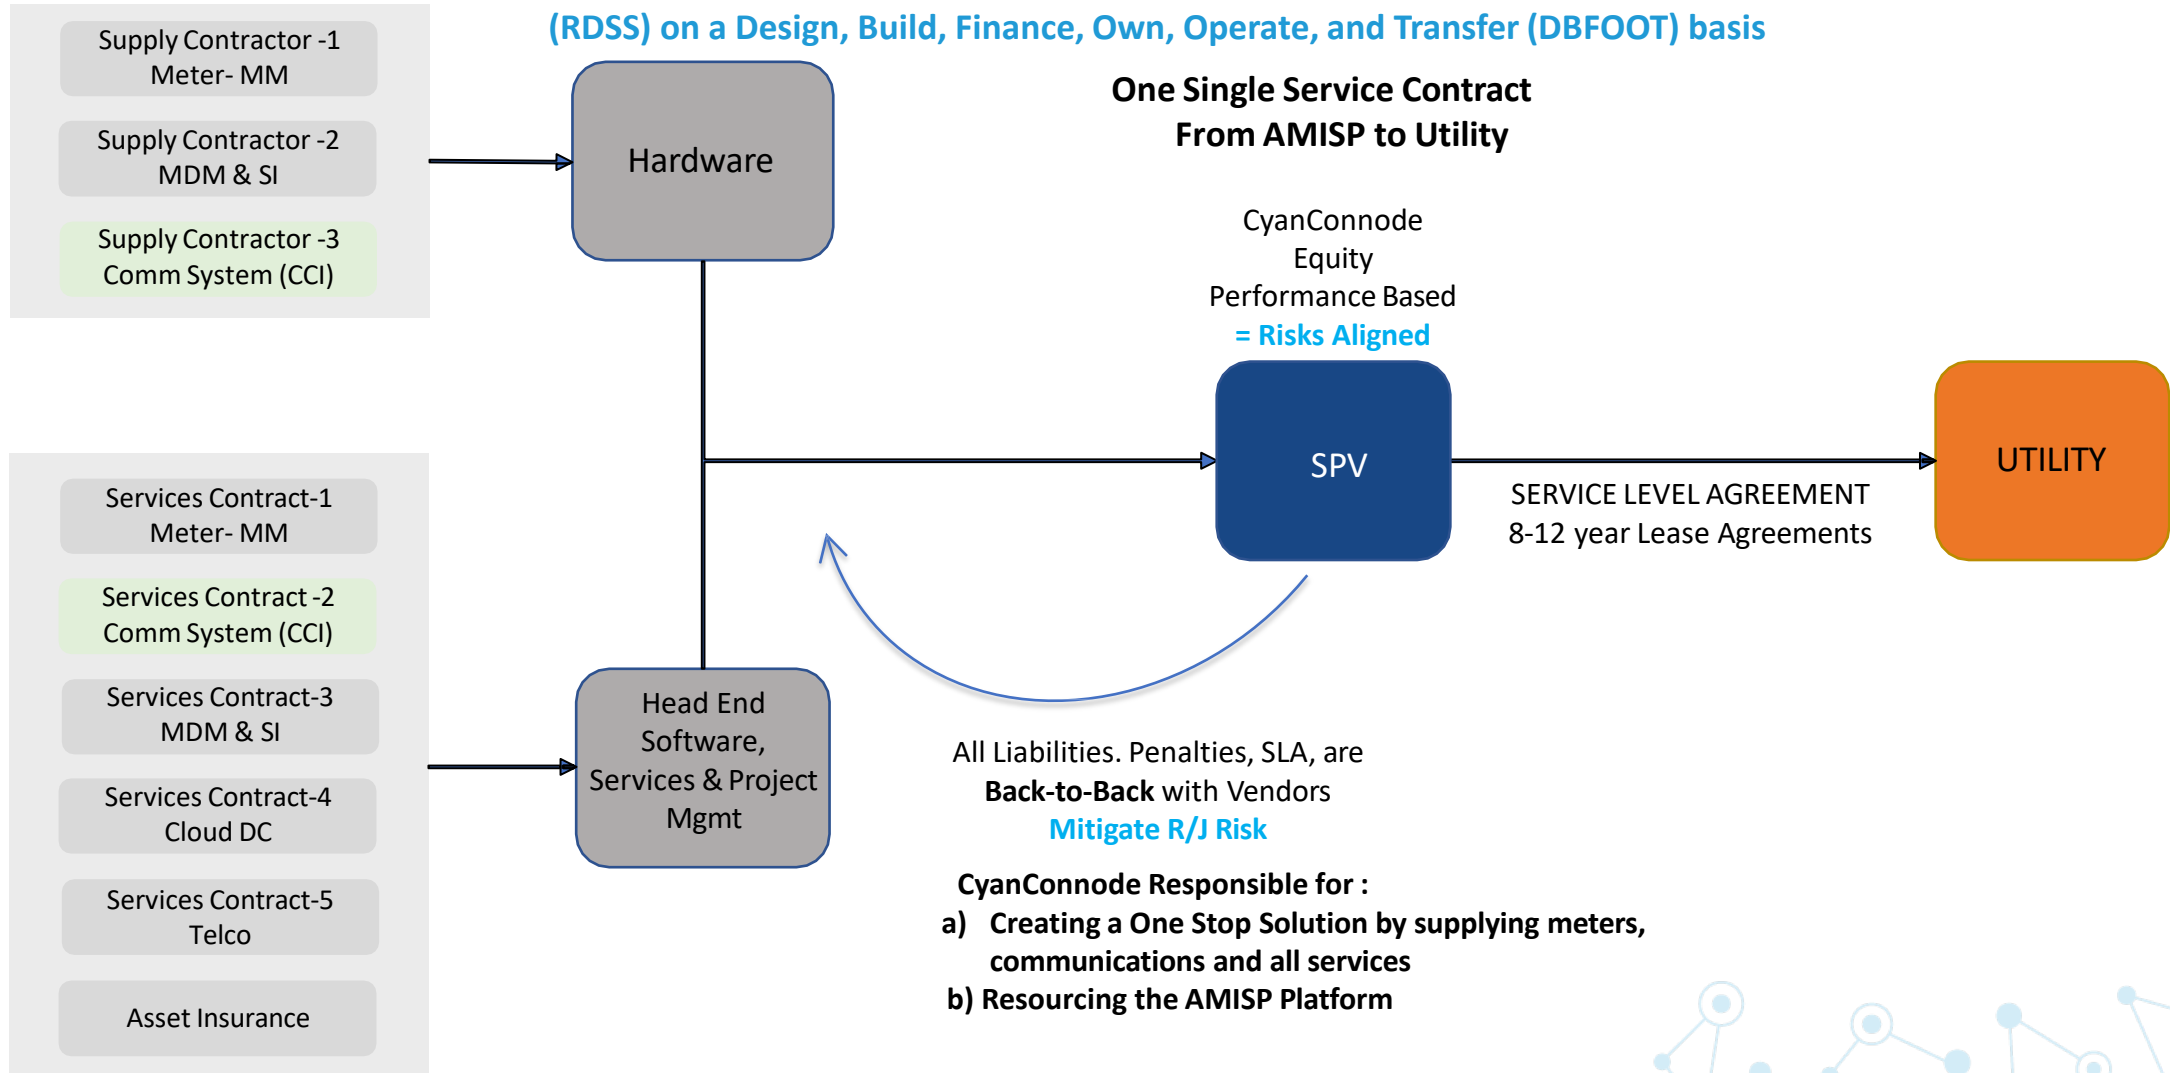 (RDSS) on a Design, Build, Finance, Own, Operate, and Transfer (DBFOOT) basis
Supply Contractor -1
Meter- MM
Supply Contractor -2
MDM & SI
Supply Contractor -3
Comm System (CCI)
Hardware
One Single Service Contract
From AMISP to Utility
CyanConnode
Equity
Performance Based
= Risks Aligned
SPV
SERVICE LEVEL AGREEMENT
8-12 year Lease Agreements
UTILITY
Services Contract-1
Meter- MM
Services Contract -2
Comm System (CCI)
Services Contract-3
MDM & SI
Services Contract-4
Cloud DC
Services Contract-5
Telco
Asset Insurance
Head End
Software,
Services & Project
Mgmt
All Liabilities. Penalties, SLA, are
Back-to-Back with Vendors
Mitigate R/J Risk
CyanConnode Responsible for :
a) Creating a One Stop Solution by supplying meters,
communications and all services
b) Resourcing the AMISP Platform